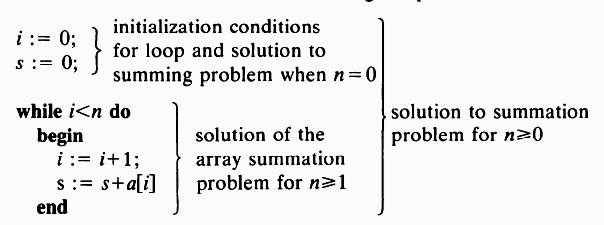 i := 0;
s := 0;
initialization conditions
for loop and solution to
summing problem when n=0
while i<n do
begin
i := i+1;
s := s+a[i]
end
solution of the
array summation
problem for n≥1
solution to summation
problem for n≥0